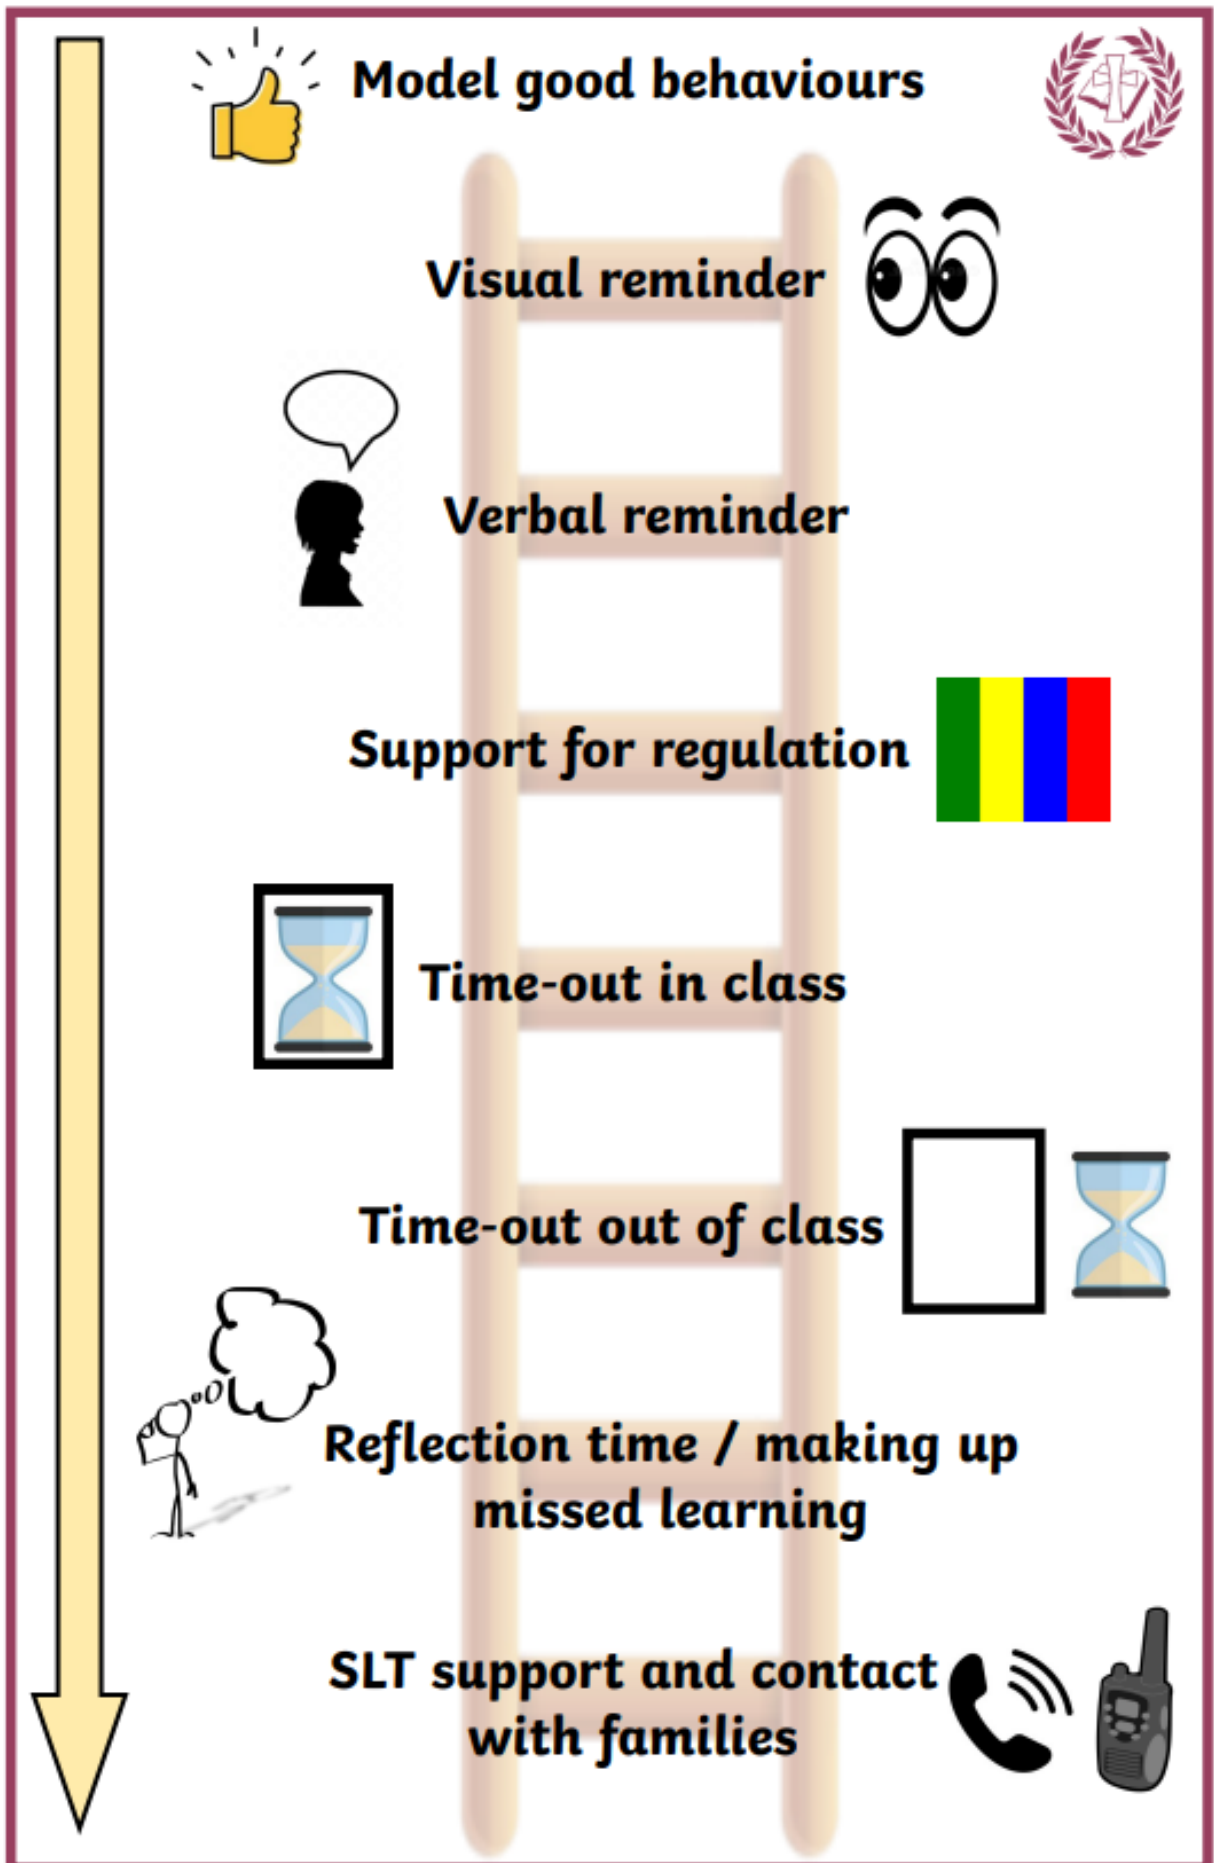 Model good behaviours
Visual reminder
Verbal reminder
Support for regulation
Time-out in class
Time-out out of class
Reflection time / making up
missed learning
SLT support and contact
with families